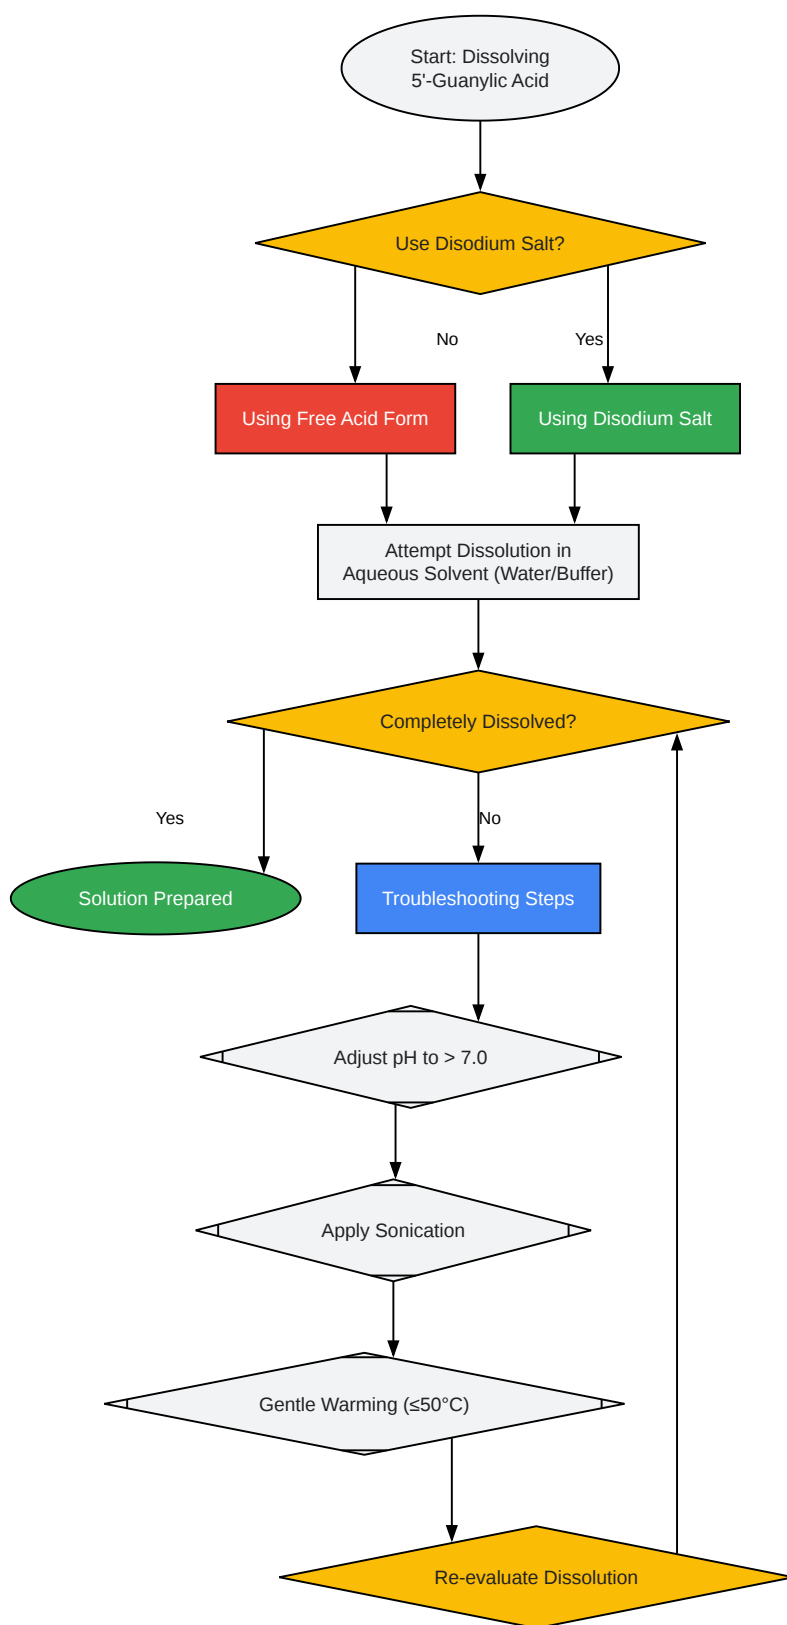 Start: Dissolving
5'-Guanylic Acid
Use Disodium Salt?
No
Yes
Using Free Acid Form
Using Disodium Salt
Attempt Dissolution in
Aqueous Solvent (Water/Buffer)
Completely Dissolved?
Yes
No
Solution Prepared
Troubleshooting Steps
Adjust pH to > 7.0
Apply Sonication
Gentle Warming (≤50°C)
Re-evaluate Dissolution